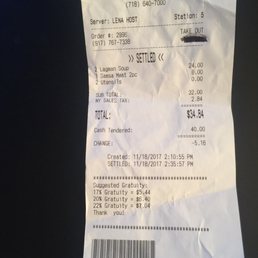 (718) 640-7000
Server: LENA HOST Station: 5
Order #: 2896 TAKE OUT
(917) 767-7338
>> SETTLED <<
2 Lagman Soup 24.00
1 Samsa Meat 2pc 8.00
2 Utensils 0.00
SUB TOTAL: 32.00
NY SALES TAX: 2.84
TOTAL: $34.84
Cash Tendered: 40.00
CHANGE: -5.16
Created: 11/18/2017 2:10:55 PM
SETTLED: 11/18/2017 2:35:57 PM
Suggested Gratuity:
17% Gratuity = $5.44
20% Gratuity = $6.40
22% Gratuity = $7.04
Thank you!